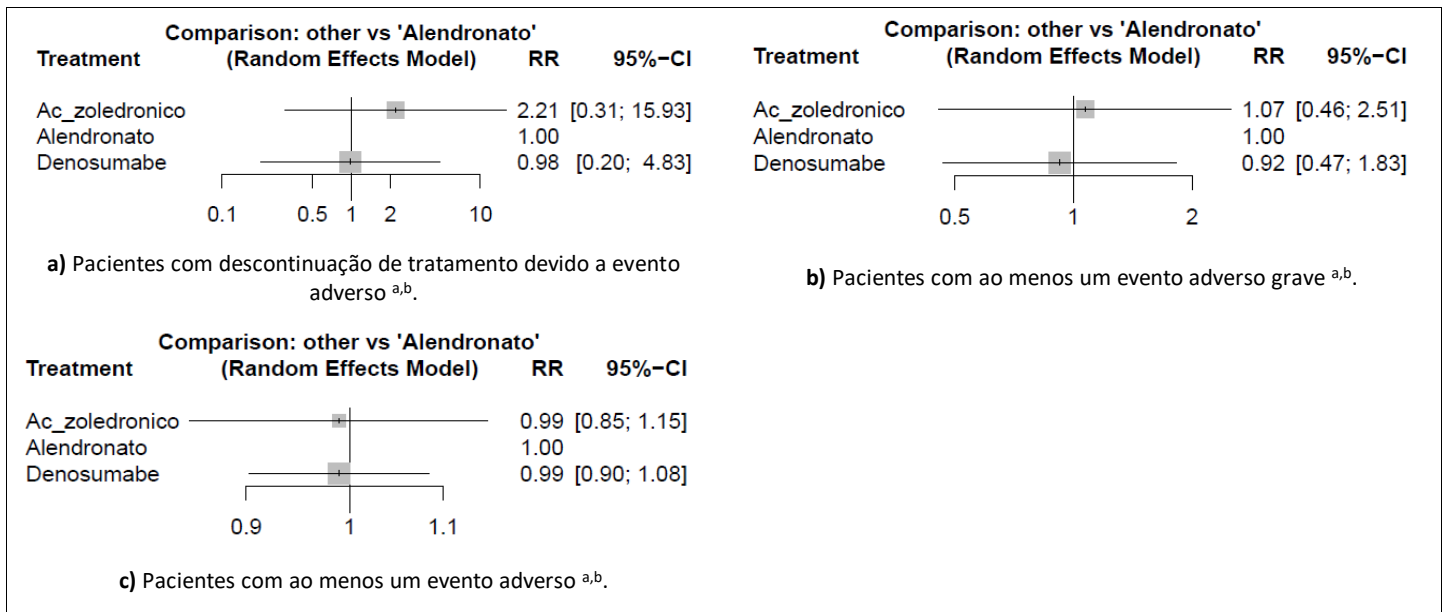 Comparison: other vs 'Alendronato'
Treatment (Random Effects Model) RR 95%−CI
Ac_zoledronico 2.21 [0.31; 15.93]
Alendronato 1.00
Denosumabe 0.98 [0.20; 4.83]
0.1 0.5 1 2 10
a) Pacientes com descontinuação de tratamento devido a evento
adverso a,b.
Comparison: other vs 'Alendronato'
Treatment (Random Effects Model) RR 95%−CI
Ac_zoledronico 1.07 [0.46; 2.51]
Alendronato 1.00
Denosumabe 0.92 [0.47; 1.83]
0.5 1 2
b) Pacientes com ao menos um evento adverso grave a,b.
Comparison: other vs 'Alendronato'
Treatment (Random Effects Model) RR 95%−CI
Ac_zoledronico 0.99 [0.85; 1.15]
Alendronato 1.00
Denosumabe 0.99 [0.90; 1.08]
0.9 1 1.1
c) Pacientes com ao menos um evento adverso a,b.